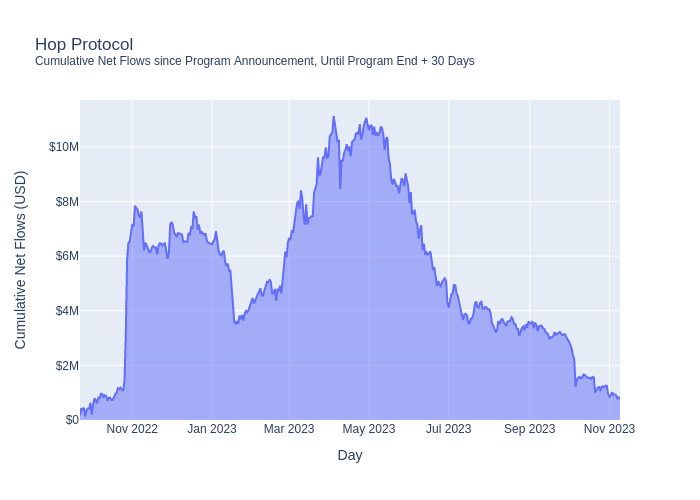 Hop Protocol
Cumulative Net Flows since Program Announcement, Until Program End + 30 Days
Cumulative Net Flows (USD)
$10M
$8M
$6M
$4M
$2M
$0
Nov 2022 Jan 2023 Mar 2023 May 2023 Jul 2023 Sep 2023 Nov 2023
Day